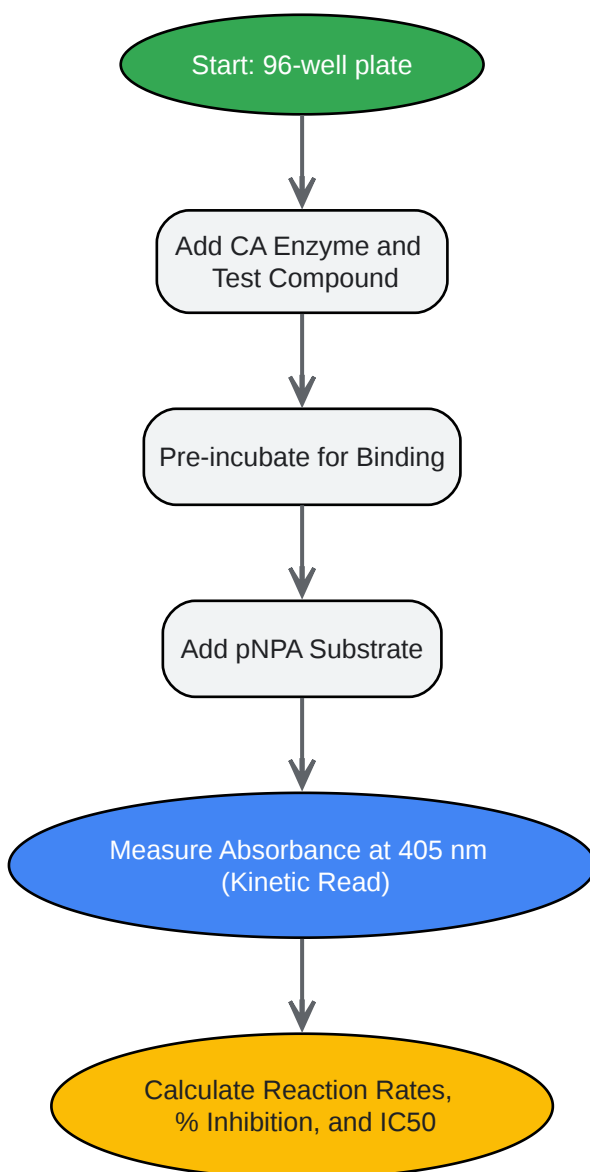 Start: 96-well plate
Add CA Enzyme and
Test Compound
Pre-incubate for Binding
Add pNPA Substrate
Measure Absorbance at 405 nm
(Kinetic Read)
Calculate Reaction Rates,
% Inhibition, and IC50